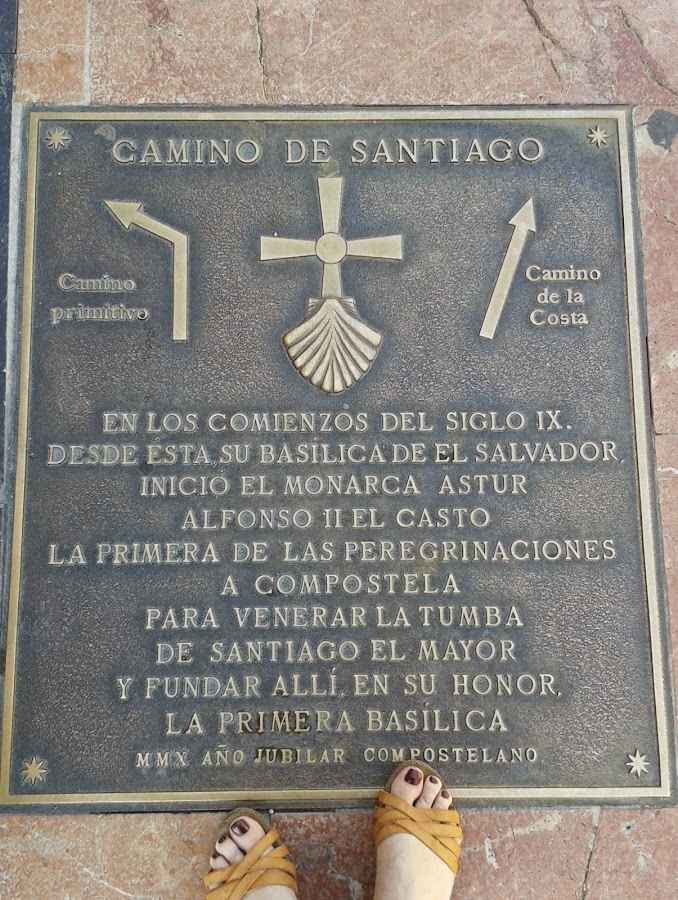 CAMINO DE SANTIAGO
Camino
primitivo
Camino
de la
Costa
EN LOS COMIENZOS DEL SIGLO IX.
DESDE ÉSTA, SU BASÍLICA DE EL SALVADOR,
INICIÓ EL MONARCA ASTUR
ALFONSO II EL CASTO
LA PRIMERA DE LAS PEREGRINACIONES
A COMPOSTELA
PARA VENERAR LA TUMBA
DE SANTIAGO EL MAYOR
Y FUNDAR ALLÍ, EN SU HONOR,
LA PRIMERA BASÍLICA
MMX AÑO JUBILAR COMPOSTELANO